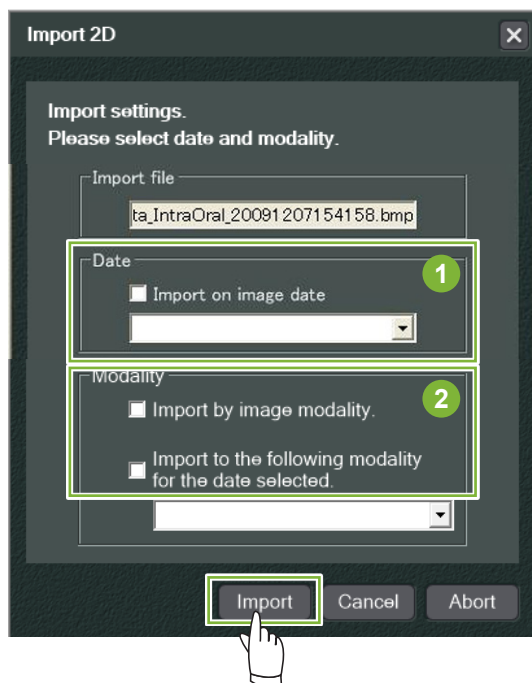 Import 2D
Import settings.
Please select date and modality.
Import file
ta_IntraOral_20091207154158.bmp
Date
1
Import on image date
Modality
2
Import by image modality.
Import to the following modality
for the date selected.
Import
Cancel
Abort